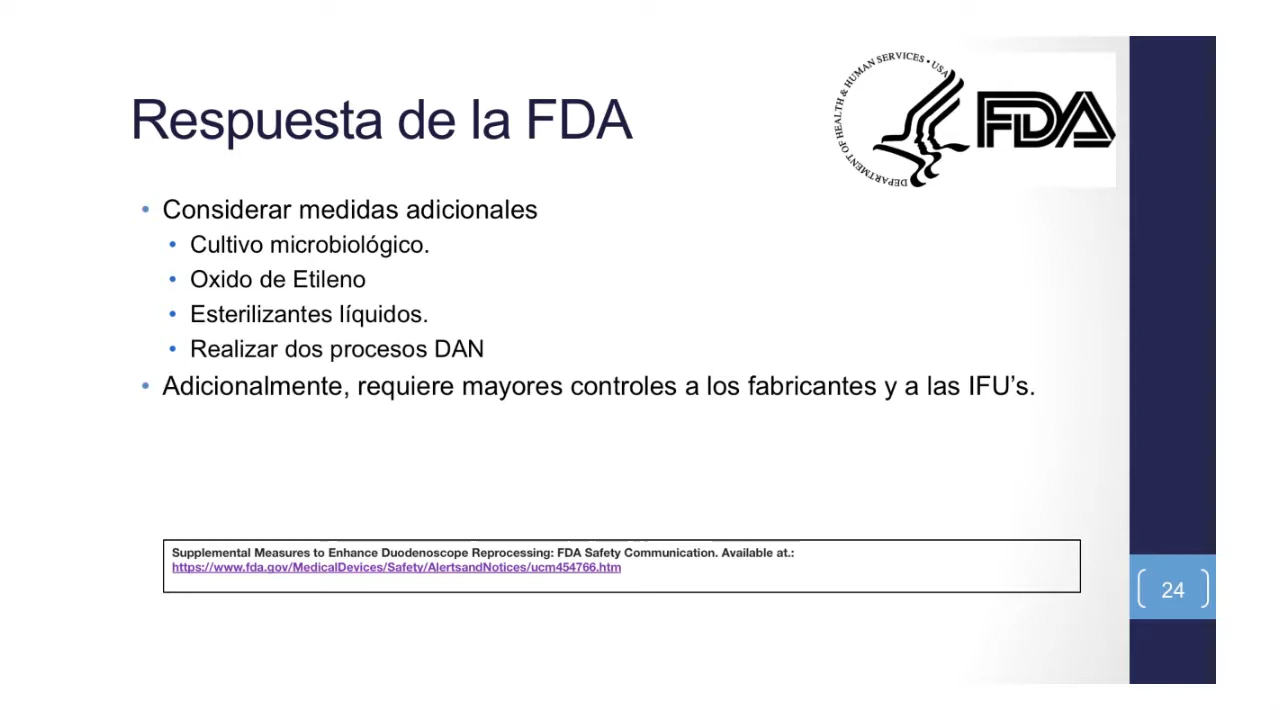 DEPARTMENT OF HEALTH & HUMAN SERVICES • USA
FDA
Respuesta de la FDA
• Considerar medidas adicionales
• Cultivo microbiológico.
• Oxido de Etileno
• Esterilizantes líquidos.
• Realizar dos procesos DAN
• Adicionalmente, requiere mayores controles a los fabricantes y a las IFU’s.
Supplemental Measures to Enhance Duodenoscope Reprocessing: FDA Safety Communication. Available at.:
https://www.fda.gov/MedicalDevices/Safety/AlertsandNotices/ucm454766.htm
24